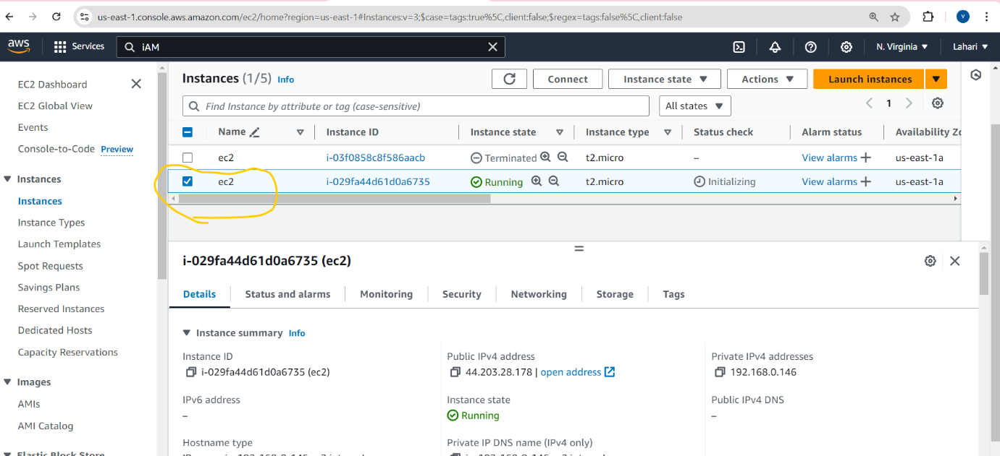 us-east-1.console.aws.amazon.com/ec2/home?region=us-east-1#Instances:v=3;$case=tags:true%5C,client:false;$regex=tags:false%5C,client:false
V
aws Services iAM N. Virginia Lahari
EC2 Dashboard
EC2 Global View
Events
Console-to-Code Preview
Instances
Instances
Instance Types
Launch Templates
Spot Requests
Savings Plans
Reserved Instances
Dedicated Hosts
Capacity Reservations
Images
AMIs
AMI Catalog
Elastic Block Store
Instances (1/5) Info
Connect Instance state Actions Launch instances
Find Instance by attribute or tag (case-sensitive) All states 1
Name Instance ID Instance state Instance type Status check Alarm status Availability Zo
ec2 i-03f0858c8f586aacb Terminated t2.micro – View alarms us-east-1a
ec2 i-029fa44d61d0a6735 Running t2.micro Initializing View alarms us-east-1a
i-029fa44d61d0a6735 (ec2)
Details Status and alarms Monitoring Security Networking Storage Tags
Instance summary Info
Instance ID
i-029fa44d61d0a6735 (ec2)
Public IPv4 address
44.203.28.178 | open address
Private IPv4 addresses
192.168.0.146
IPv6 address
–
Instance state
Running
Public IPv4 DNS
–
Hostname type
Private IP DNS name (IPv4 only)